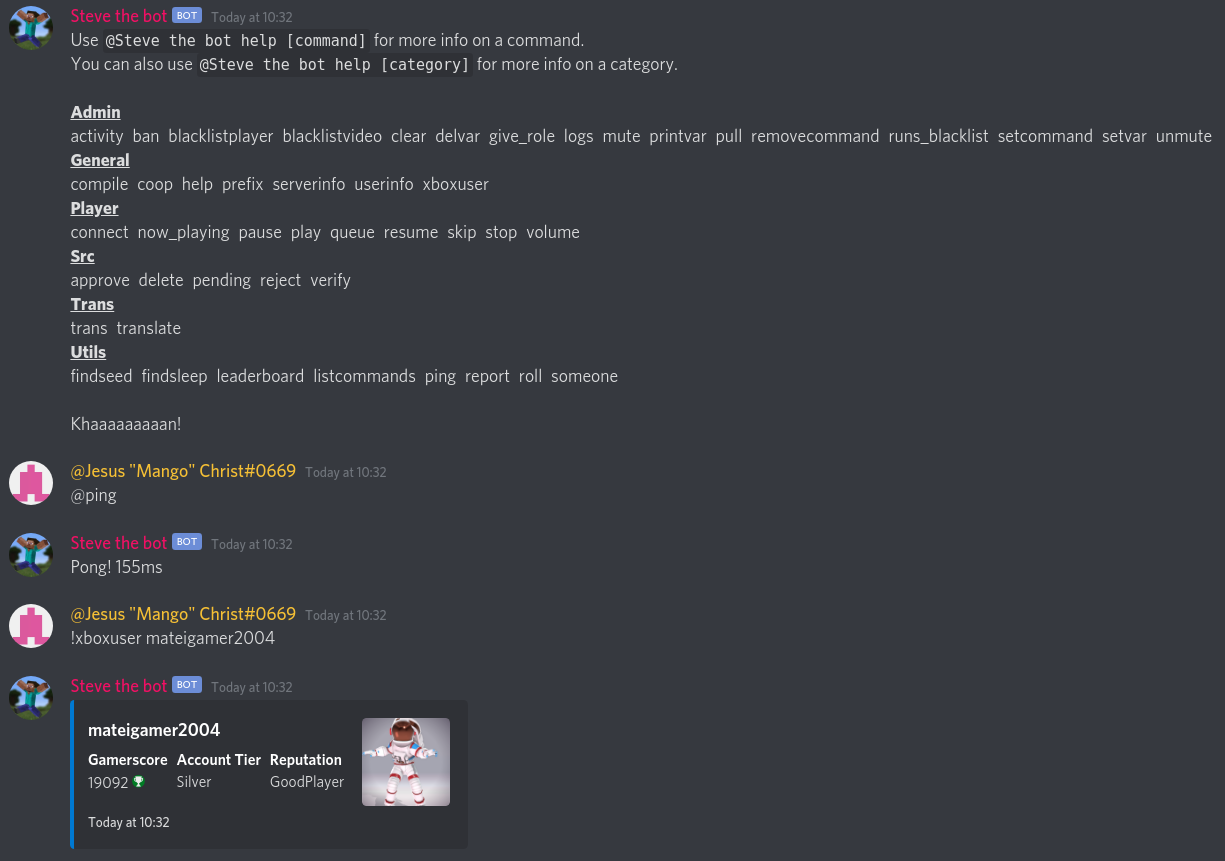 Steve the bot BOT Today at 10:32
Use @Steve the bot help [command] for more info on a command.
You can also use @Steve the bot help [category] for more info on a category.
Admin
activity ban blacklistplayer blacklistvideo clear delvar give_role logs mute printvar pull removecommand runs_blacklist setcommand setvar unmute
General
compile coop help prefix serverinfo userinfo xboxuser
Player
connect now_playing pause play queue resume skip stop volume
Src
approve delete pending reject verify
Trans
trans translate
Utils
findseed findsleep leaderboard listcommands ping report roll someone
Khaaaaaaaaan!
@Jesus "Mango" Christ#0669 Today at 10:32
@ping
Steve the bot BOT Today at 10:32
Pong! 155ms
@Jesus "Mango" Christ#0669 Today at 10:32
!xboxuser mateigamer2004
Steve the bot BOT Today at 10:32
mateigamer2004
Gamerscore Account Tier Reputation
19092 Silver GoodPlayer
Today at 10:32